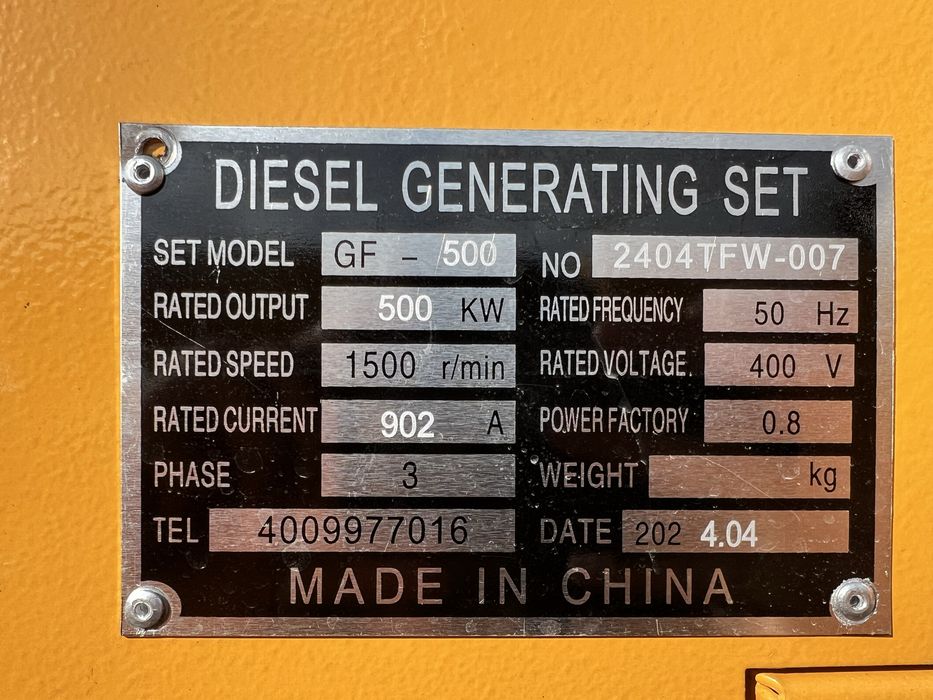 DIESEL GENERATING SET
SET MODEL GF - 500 NO 2404TFW-007
RATED OUTPUT 500 KW RATED FREQUENCY 50 Hz
RATED SPEED 1500 r/min RATED VOLTAGE. 400 V
RATED CURRENT 902 A POWER FACTORY 0.8
PHASE 3 WEIGHT kg
TEL 4009977016 DATE 202 4.04
MADE IN CHINA